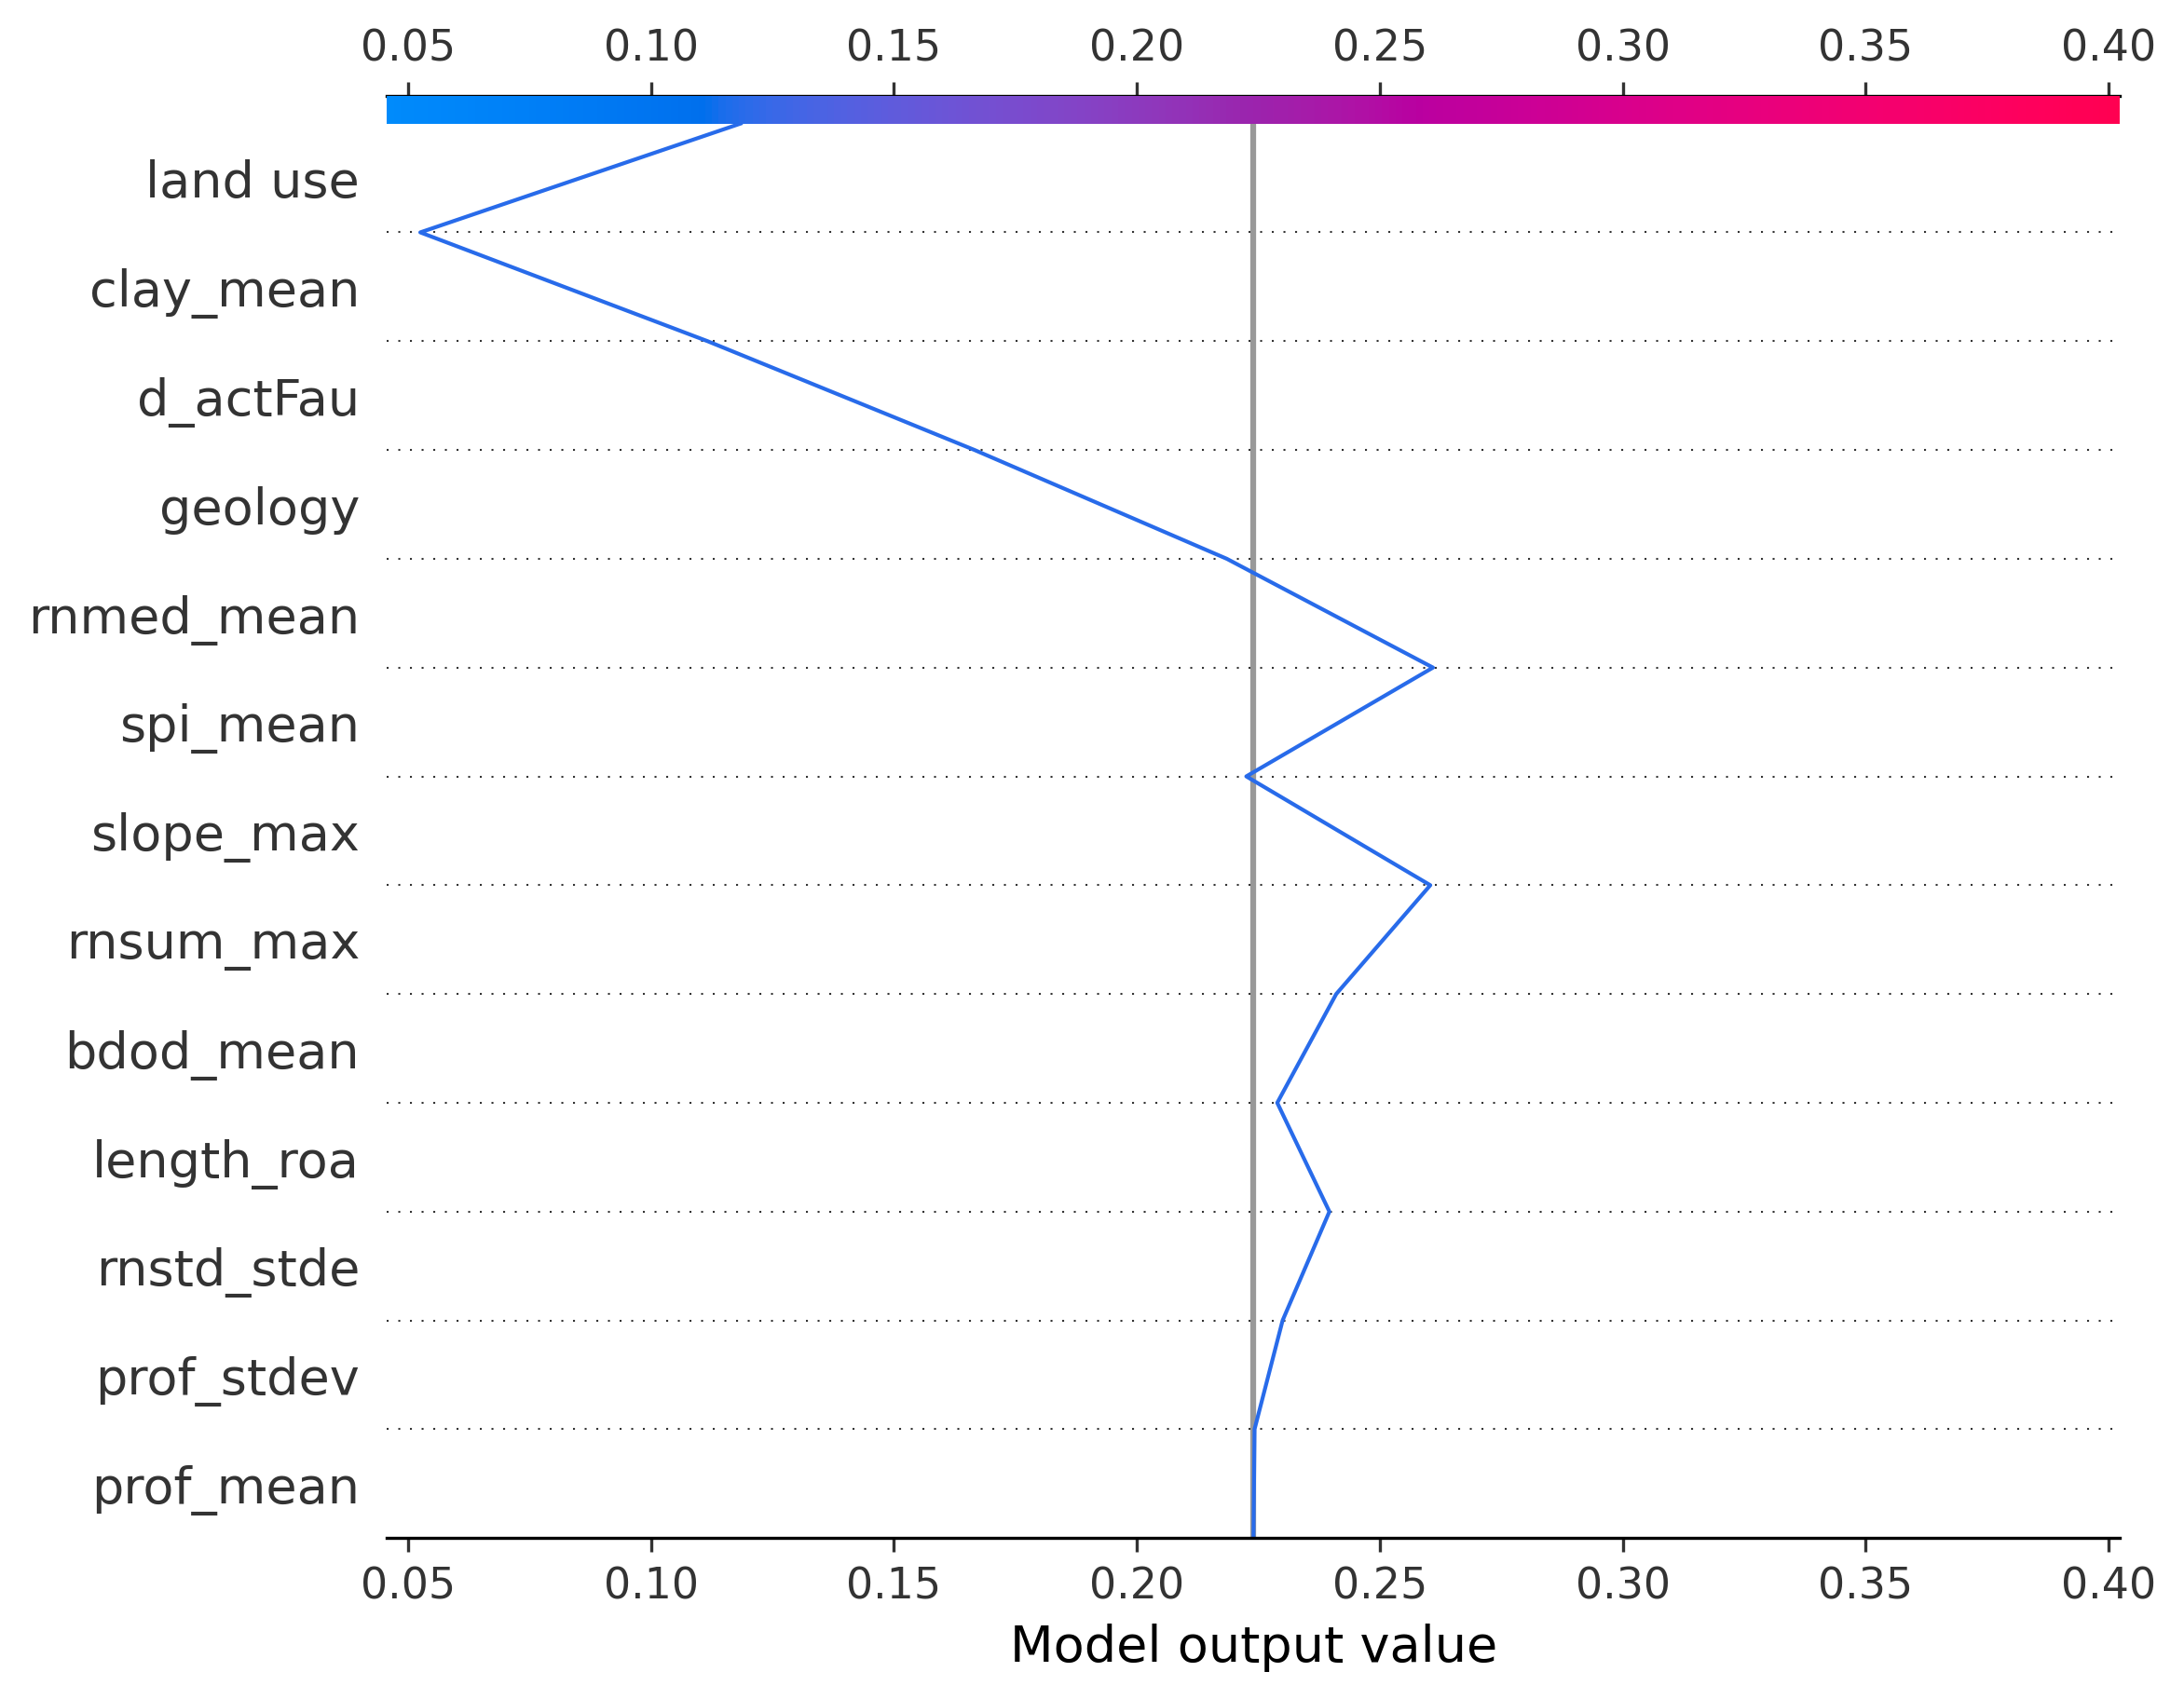 0.05 0.10 0.15 0.20 0.25 0.30 0.35 0.40
land use
clay_mean
d_actFau
geology
rnmed_mean
spi_mean
slope_max
rnsum_max
bdod_mean
length_roa
rnstd_stde
prof_stdev
prof_mean
0.05 0.10 0.15 0.20 0.25 0.30 0.35 0.40
Model output value